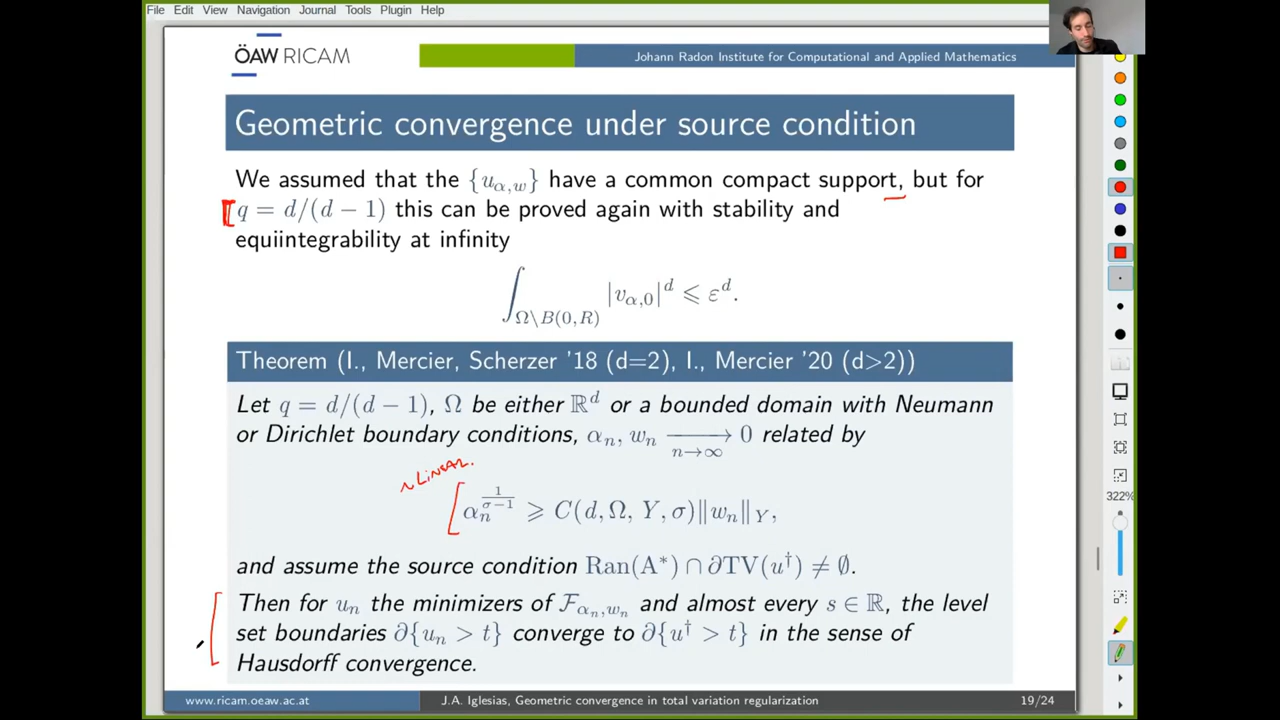 File Edit View Navigation Journal Tools Plugin Help
ÖAW RICAM
Johann Radon Institute for Computational and Applied Mathematics
Geometric convergence under source condition
We assumed that the {u_{α,w}} have a common compact support, but for
q = d/(d − 1) this can be proved again with stability and
equiintegrability at infinity
∫_{Ω\B(0,R)} |v_{α,0}|^d ⩽ ε^d.
Theorem (I., Mercier, Scherzer '18 (d=2), I., Mercier '20 (d>2))
Let q = d/(d − 1), Ω be either ℝ^d or a bounded domain with Neumann
or Dirichlet boundary conditions, α_n, w_n ⟶_{n→∞} 0 related by
~ LINEAR.
α_n^{1/(σ−1)} ⩾ C(d, Ω, Y, σ)‖w_n‖_Y,
and assume the source condition Ran(A*) ∩ ∂TV(u†) ≠ ∅.
Then for u_n the minimizers of F_{α_n,w_n} and almost every s ∈ ℝ, the level
set boundaries ∂{u_n > t} converge to ∂{u† > t} in the sense of
Hausdorff convergence.
www.ricam.oeaw.ac.at J.A. Iglesias, Geometric convergence in total variation regularization 19/24
322%